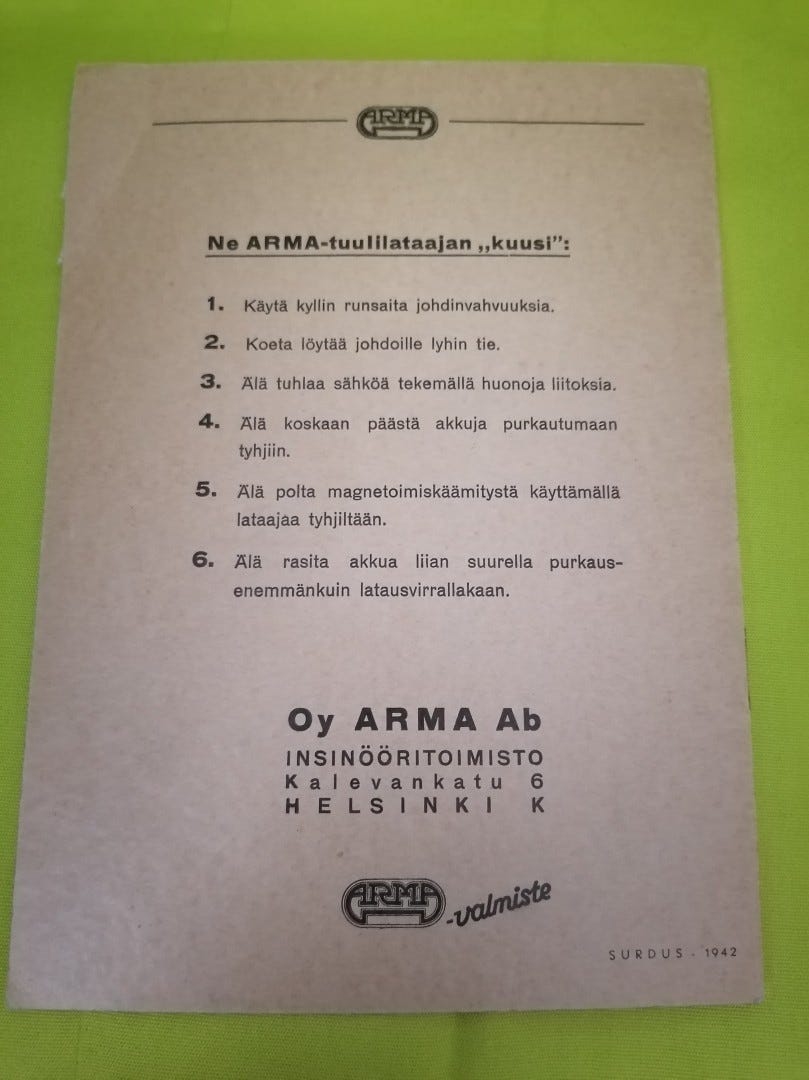 ARMA
Ne ARMA-tuulilataajan „kuusi”:
1. Käytä kyllin runsaita johdinvahvuuksia.
2. Koeta löytää johdoille lyhin tie.
3. Älä tuhlaa sähköä tekemällä huonoja liitoksia.
4. Älä koskaan päästä akkuja purkautumaan
tyhjiin.
5. Älä polta magnetoimiskäämitystä käyttämällä
lataajaa tyhjiltään.
6. Älä rasita akkua liian suurella purkaus-
enemmänkuin latausvirrallakaan.
Oy ARMA Ab
INSINÖÖRITOIMISTO
Kalevankatu 6
HELSINKI K
ARMA -valmiste
SURDUS - 1942